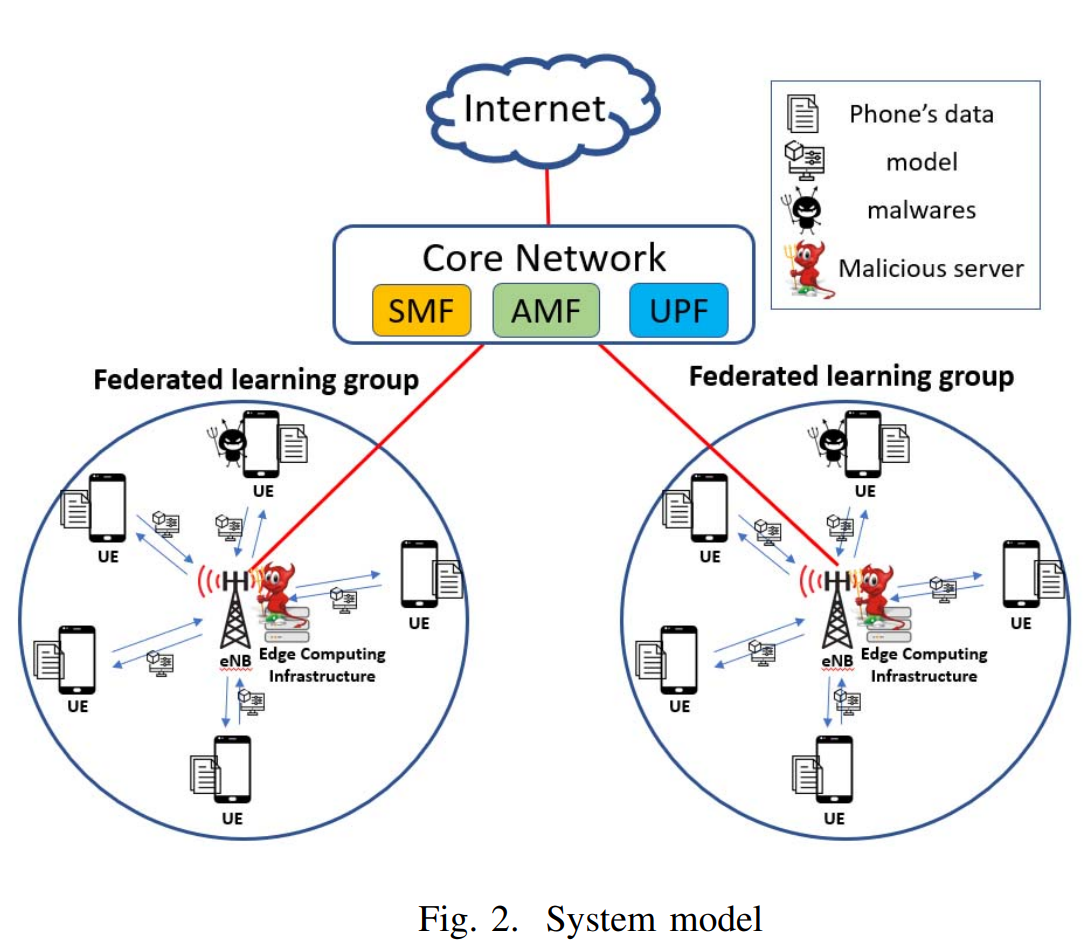 Internet
Phone's data
model
malwares
Malicious server
Core Network
SMF AMF UPF
Federated learning group
UE
UE
UE
UE
UE
eNB
Edge Computing
Infrastructure
Federated learning group
UE
UE
UE
UE
UE
eNB
Edge Computing
Infrastructure
Fig. 2. System model